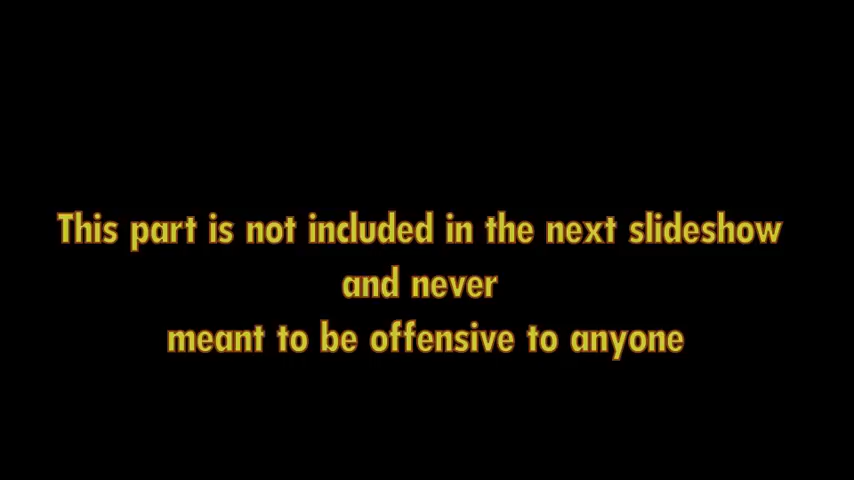 This part is not included in the next slideshow
and never
meant to be offensive to anyone